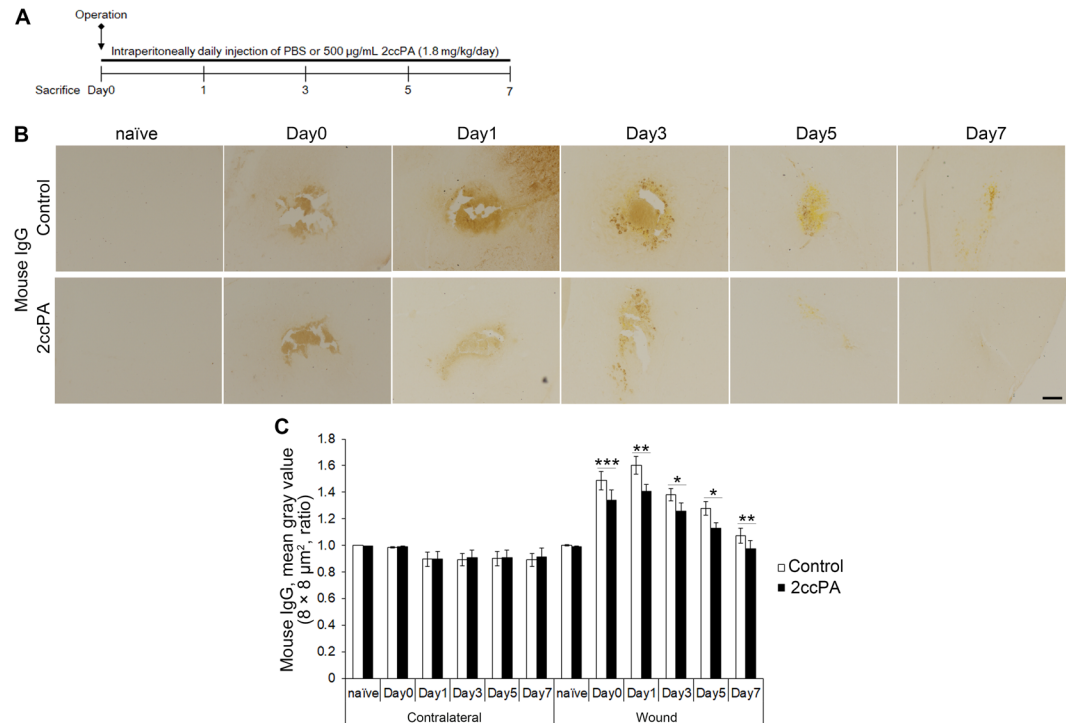 A
Operation
Intraperitoneally daily injection of PBS or 500 µg/mL 2ccPA (1.8 mg/kg/day)
Sacrifice Day0 1 3 5 7
B
naïve Day0 Day1 Day3 Day5 Day7
Mouse IgG
Control
2ccPA
C
Mouse IgG, mean gray value
(8 × 8 µm², ratio)
1.8
1.6
1.4
1.2
1.0
0.8
0.6
0.4
0.2
0
*** ** * * **
Control
2ccPA
naïve Day0 Day1 Day3 Day5 Day7 naïve Day0 Day1 Day3 Day5 Day7
Contralateral Wound